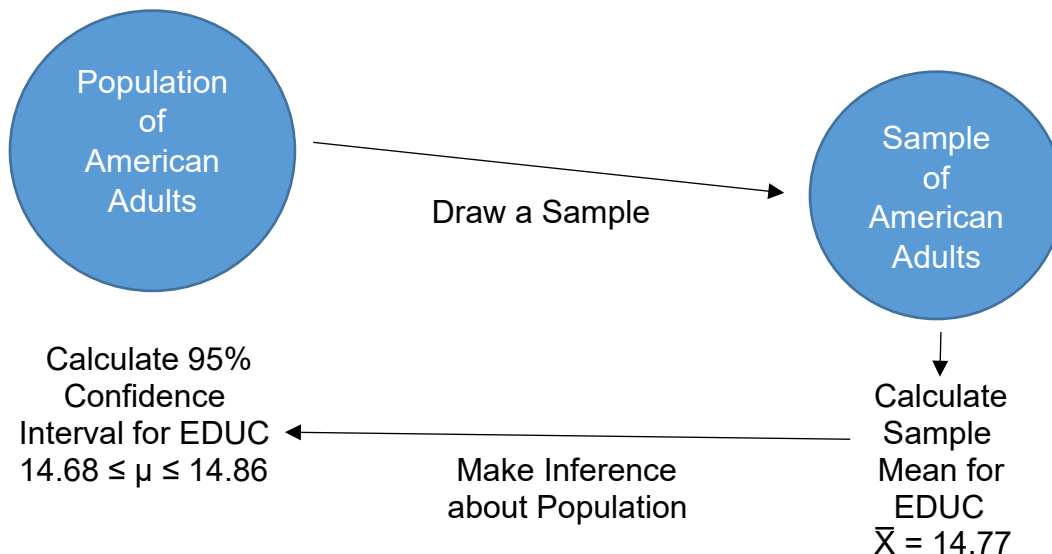 Population
of
American
Adults
Draw a Sample
Sample
of
American
Adults
Calculate
Sample
Mean for
EDUC
X̅ = 14.77
Make Inference
about Population
Calculate 95%
Confidence
Interval for EDUC
14.68 ≤ μ ≤ 14.86